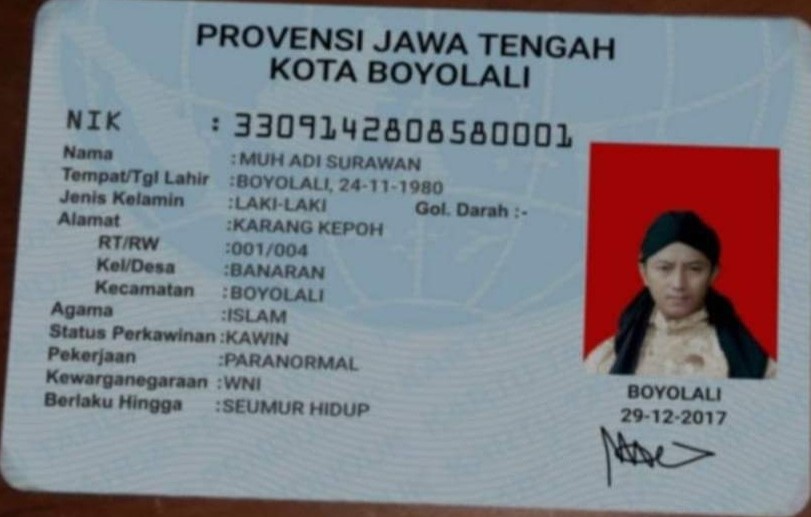 PROVENSI JAWA TENGAH
KOTA BOYOLALI
NIK : 3309142808580001
Nama :MUH ADI SURAWAN
Tempat/Tgl Lahir :BOYOLALI, 24-11-1980
Jenis Kelamin :LAKI-LAKI Gol. Darah :-
Alamat :KARANG KEPOH
RT/RW :001/004
Kel/Desa :BANARAN
Kecamatan :BOYOLALI
Agama :ISLAM
Status Perkawinan :KAWIN
Pekerjaan :PARANORMAL
Kewarganegaraan :WNI
Berlaku Hingga :SEUMUR HIDUP
BOYOLALI
29-12-2017